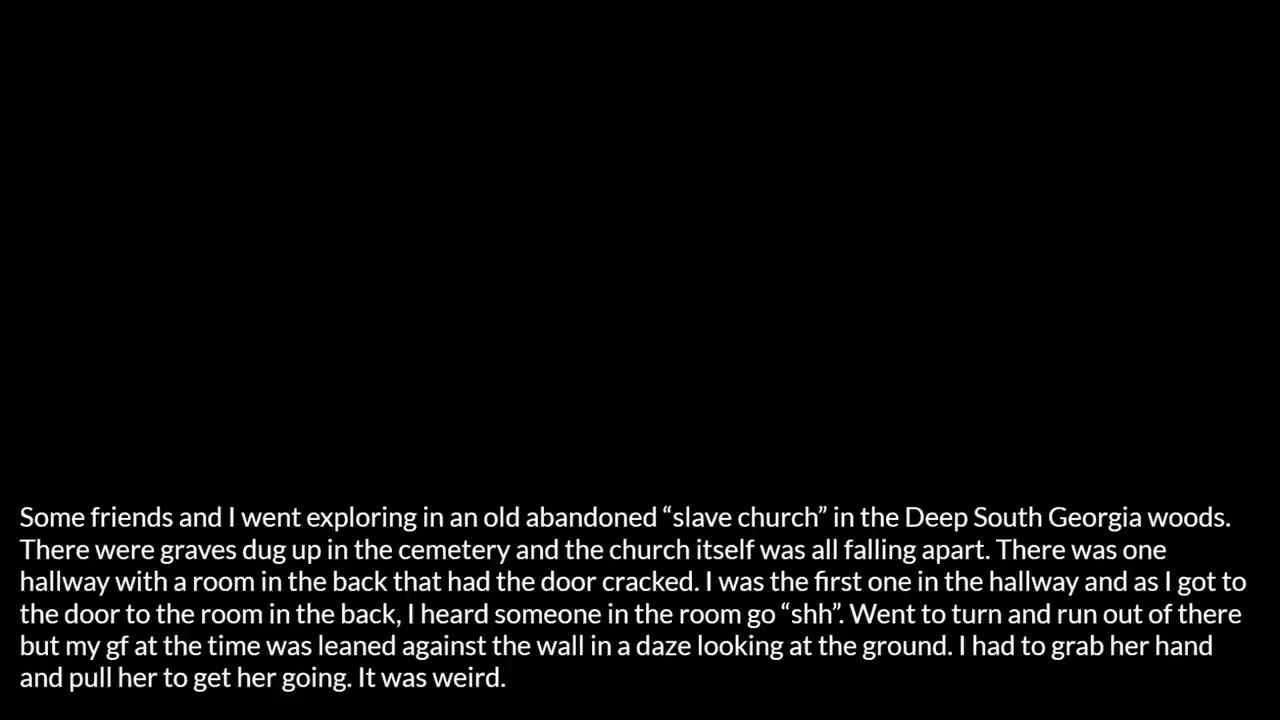 Some friends and I went exploring in an old abandoned “slave church” in the Deep South Georgia woods.
There were graves dug up in the cemetery and the church itself was all falling apart. There was one
hallway with a room in the back that had the door cracked. I was the first one in the hallway and as I got to
the door to the room in the back, I heard someone in the room go “shh”. Went to turn and run out of there
but my gf at the time was leaned against the wall in a daze looking at the ground. I had to grab her hand
and pull her to get her going. It was weird.